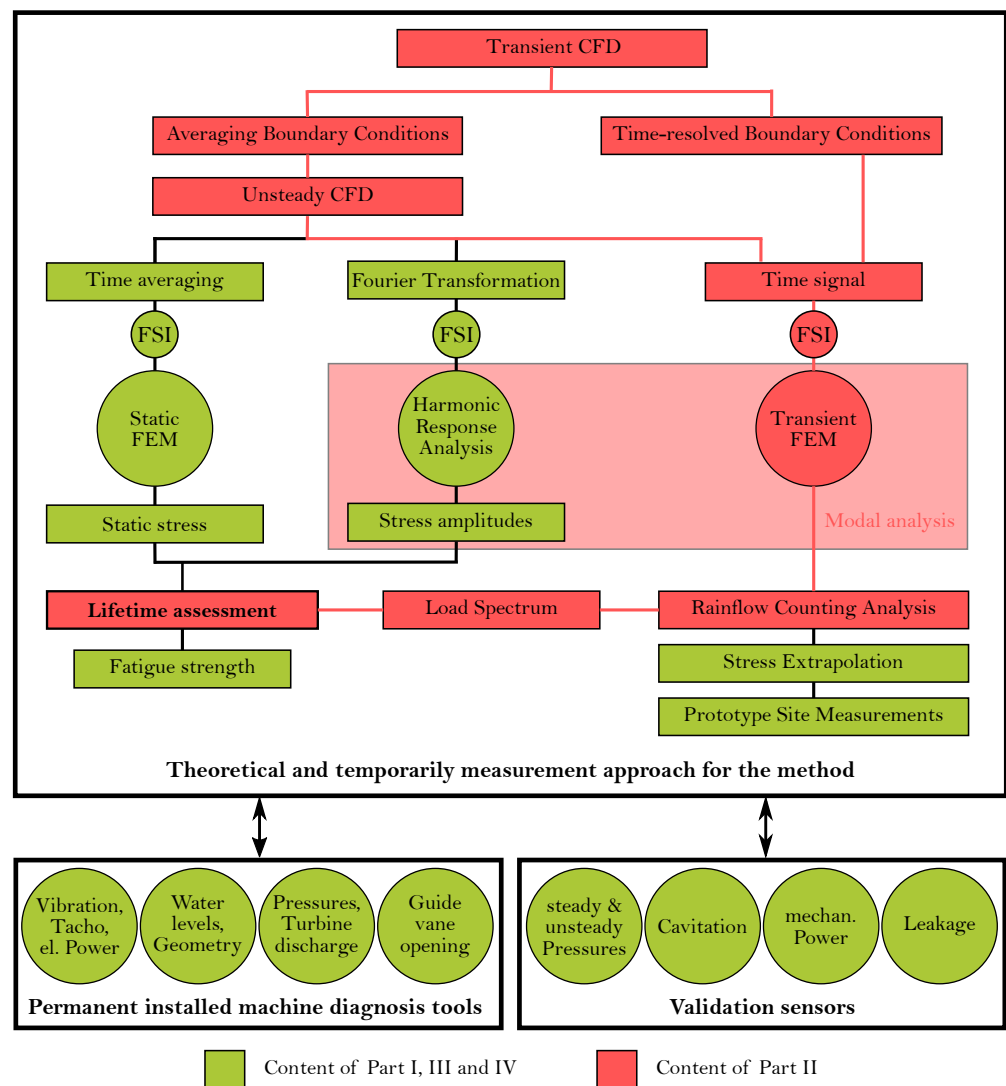 Transient CFD
Averaging Boundary Conditions
Time-resolved Boundary Conditions
Unsteady CFD
Time averaging
Fourier Transformation
Time signal
FSI
FSI
FSI
Static
FEM
Harmonic
Response
Analysis
Transient
FEM
Static stress
Stress amplitudes
Modal analysis
Lifetime assessment
Load Spectrum
Rainflow Counting Analysis
Fatigue strength
Stress Extrapolation
Prototype Site Measurements
Theoretical and temporarily measurement approach for the method
Vibration,
Tacho,
el. Power
Water
levels,
Geometry
Pressures,
Turbine
discharge
Guide
vane
opening
Permanent installed machine diagnosis tools
steady &
unsteady
Pressures
Cavitation
mechan.
Power
Leakage
Validation sensors
Content of Part I, III and IV
Content of Part II